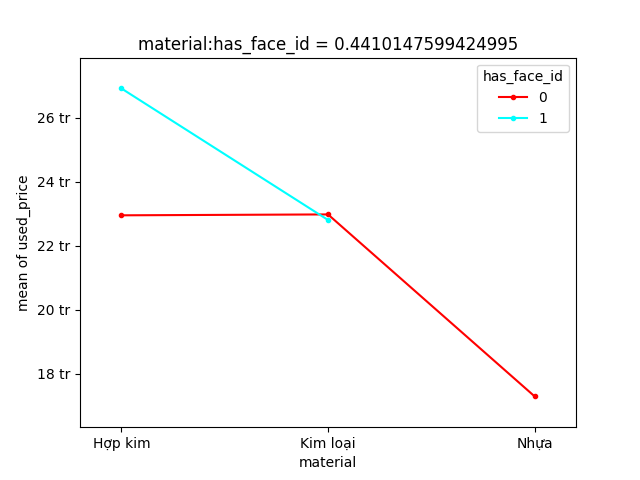 material:has_face_id = 0.4410147599424995
has_face_id
0
1
26 tr
24 tr
22 tr
20 tr
18 tr
mean of used_price
Hợp kim
Kim loại
Nhựa
material